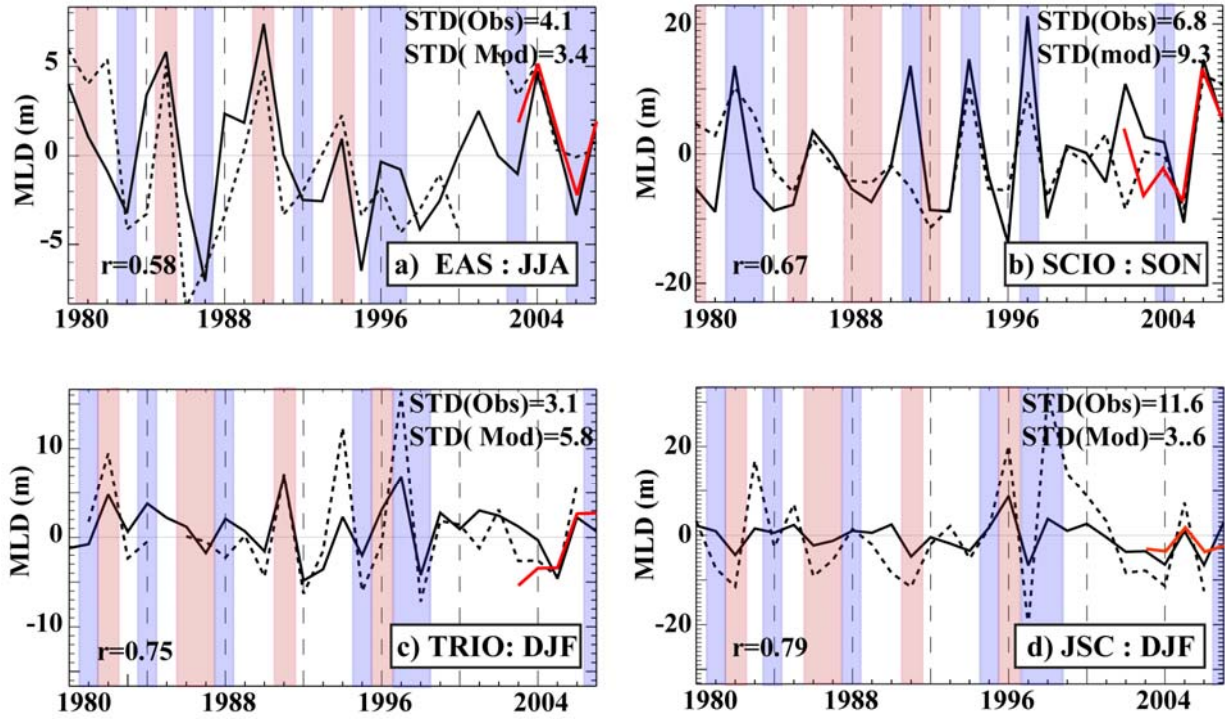 STD(Obs)=4.1
STD( Mod)=3.4
5
0
-5
MLD (m)
r=0.58
a) EAS : JJA
1980 1988 1996 2004
STD(Obs)=6.8
STD(mod)=9.3
20
0
-20
MLD (m)
r=0.67
b) SCIO : SON
1980 1988 1996 2004
STD(Obs)=3.1
STD( Mod)=5.8
10
0
-10
MLD (m)
r=0.75
c) TRIO: DJF
1980 1988 1996 2004
STD(Obs)=11.6
STD(Mod)=3..6
20
0
-20
MLD (m)
r=0.79
d) JSC : DJF
1980 1988 1996 2004